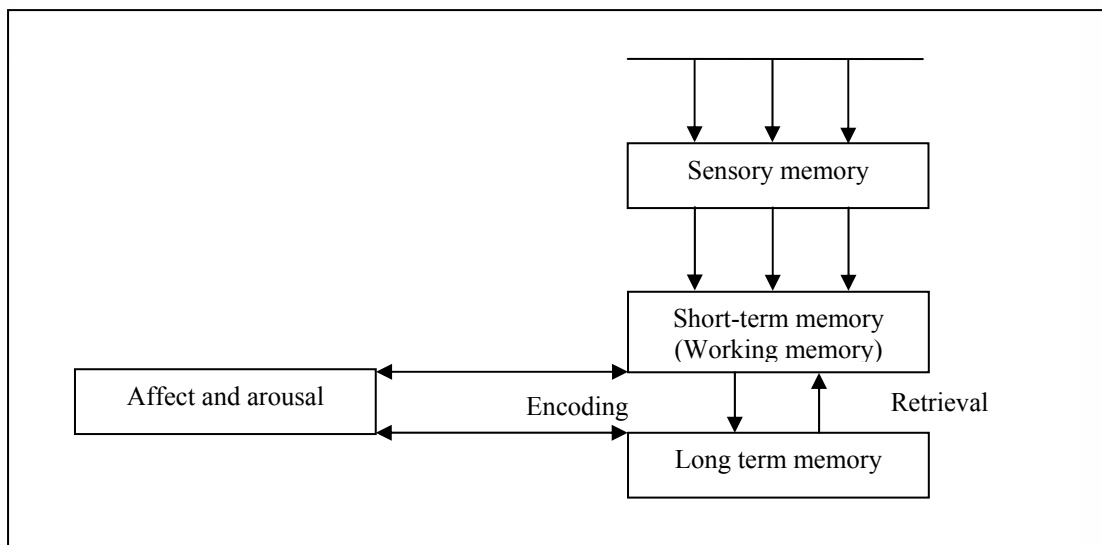 Sensory memory
Short-term memory
(Working memory)
Affect and arousal
Encoding
Retrieval
Long term memory